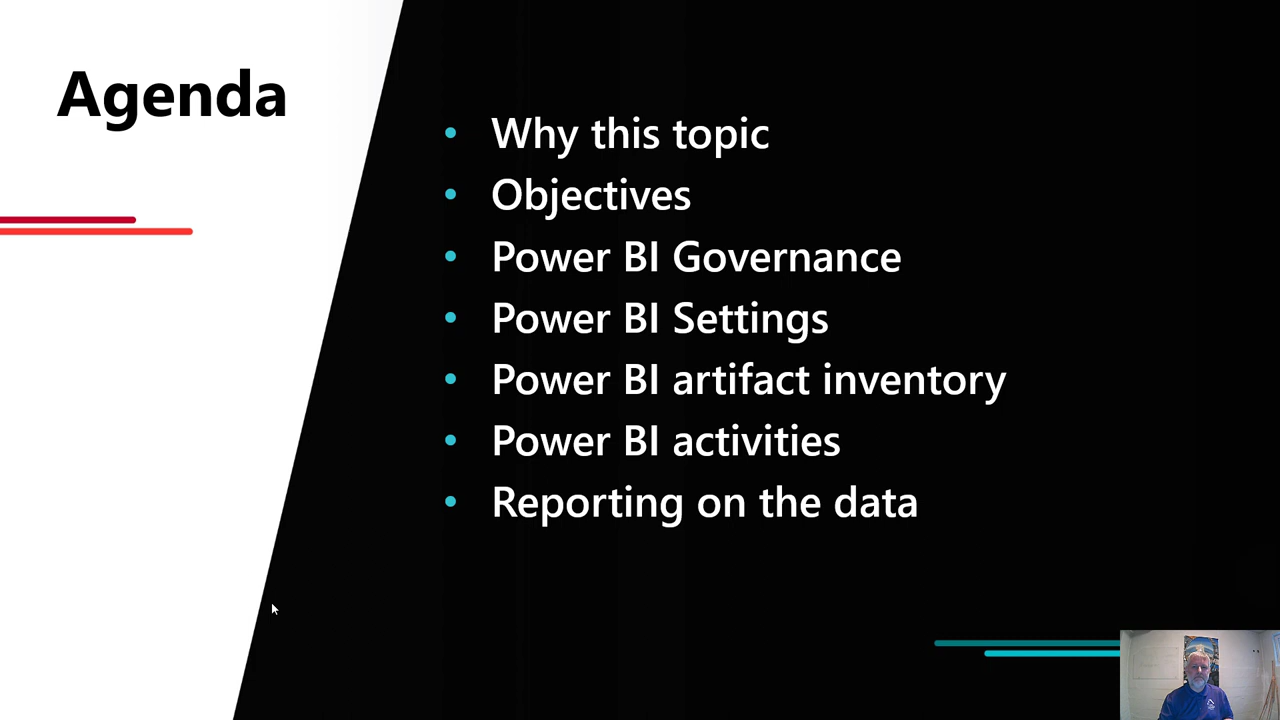 Agenda
Why this topic
Objectives
Power BI Governance
Power BI Settings
Power BI artifact inventory
Power BI activities
Reporting on the data